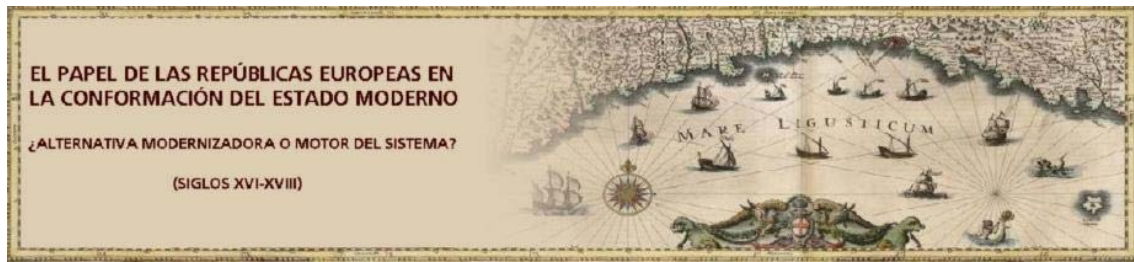 EL PAPEL DE LAS REPÚBLICAS EUROPEAS EN
LA CONFORMACIÓN DEL ESTADO MODERNO
¿ALTERNATIVA MODERNIZADORA O MOTOR DEL SISTEMA?
(SIGLOS XVI-XVIII)
MARE LIGUSTICUM